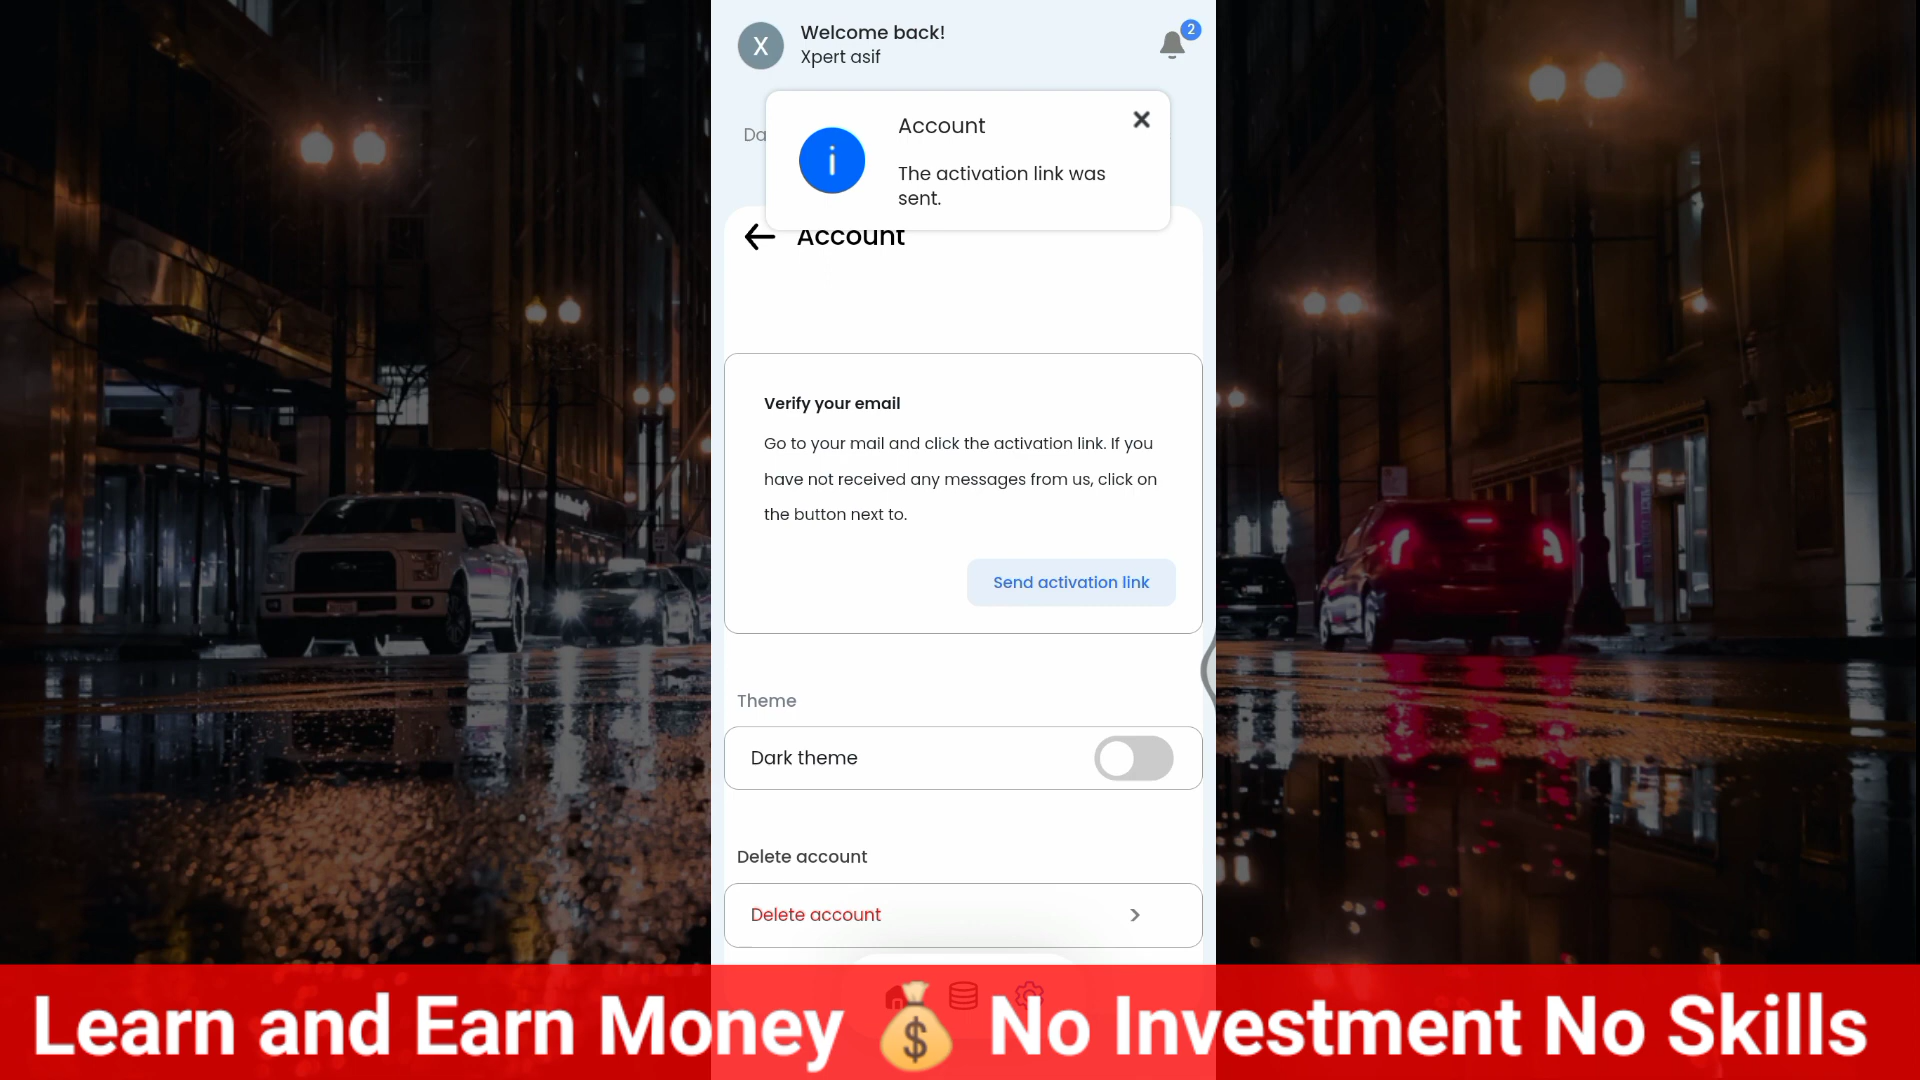 X
Welcome back!
Xpert asif
2
Da
Account
The activation link was
sent.
Account
Verify your email
Go to your mail and click the activation link. If you
have not received any messages from us, click on
the button next to.
Send activation link
Theme
Dark theme
Delete account
Delete account
Learn and Earn Money 💰 No Investment No Skills